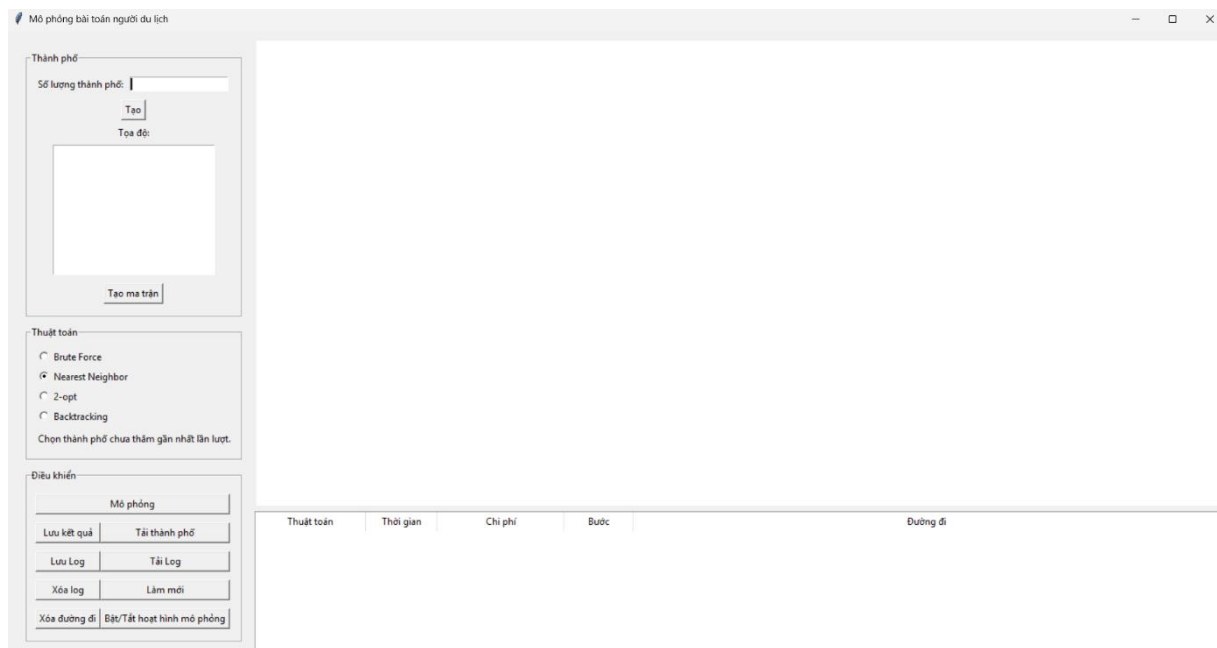 Mô phỏng bài toán người du lịch
Thành phố
Số lượng thành phố:
Tạo
Tọa độ:
Tạo ma trận
Thuật toán
Brute Force
Nearest Neighbor
2-opt
Backtracking
Chọn thành phố chưa thăm gần nhất lần lượt.
Điều khiển
Mô phỏng
Lưu kết quả Tải thành phố
Lưu Log Tải Log
Xóa log Làm mới
Xóa đường đi Bật/Tắt hoạt hình mô phỏng
Thuật toán Thời gian Chi phí Bước Đường đi